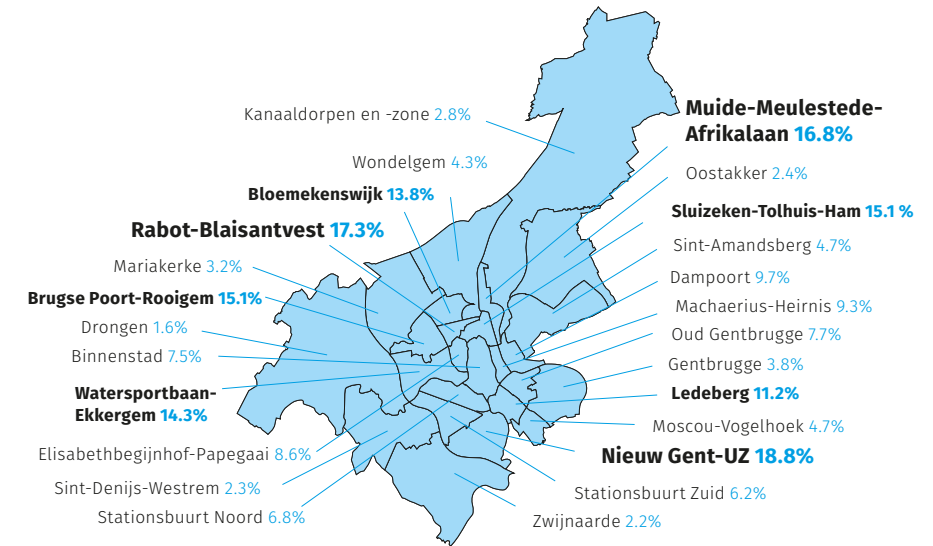 Kanaaldorpen en -zone 2.8%
Wondelgem 4.3%
Bloemekenswijk 13.8%
Rabot-Blaisantvest 17.3%
Mariakerke 3.2%
Brugse Poort-Rooigem 15.1%
Drongen 1.6%
Binnenstad 7.5%
Watersportbaan-
Ekkergem 14.3%
Elisabethbegijnhof-Papegaai 8.6%
Sint-Denijs-Westrem 2.3%
Stationsbuurt Noord 6.8%
Muide-Meulestede-
Afrikalaan 16.8%
Oostakker 2.4%
Sluizeken-Tolhuis-Ham 15.1 %
Sint-Amandsberg 4.7%
Dampoort 9.7%
Machaerius-Heirnis 9.3%
Oud Gentbrugge 7.7%
Gentbrugge 3.8%
Ledeberg 11.2%
Moscou-Vogelhoek 4.7%
Nieuw Gent-UZ 18.8%
Stationsbuurt Zuid 6.2%
Zwijnaarde 2.2%